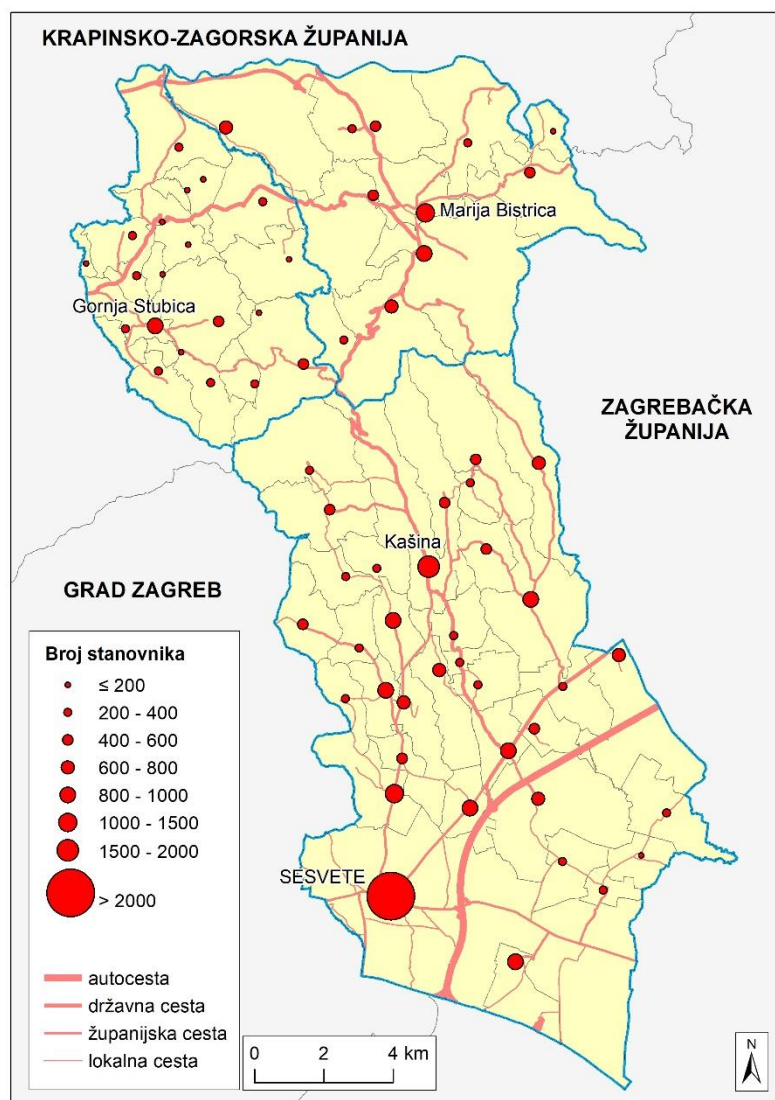 KRAPINSKO-ZAGORSKA ŽUPANIJA
Marija Bistrica
Gornja Stubica
ZAGREBAČKA
ŽUPANIJA
Kašina
GRAD ZAGREB
SESVETE
Broj stanovnika
≤ 200
200 - 400
400 - 600
600 - 800
800 - 1000
1000 - 1500
1500 - 2000
> 2000
autocesta
državna cesta
županijska cesta
lokalna cesta
0 2 4 km
N